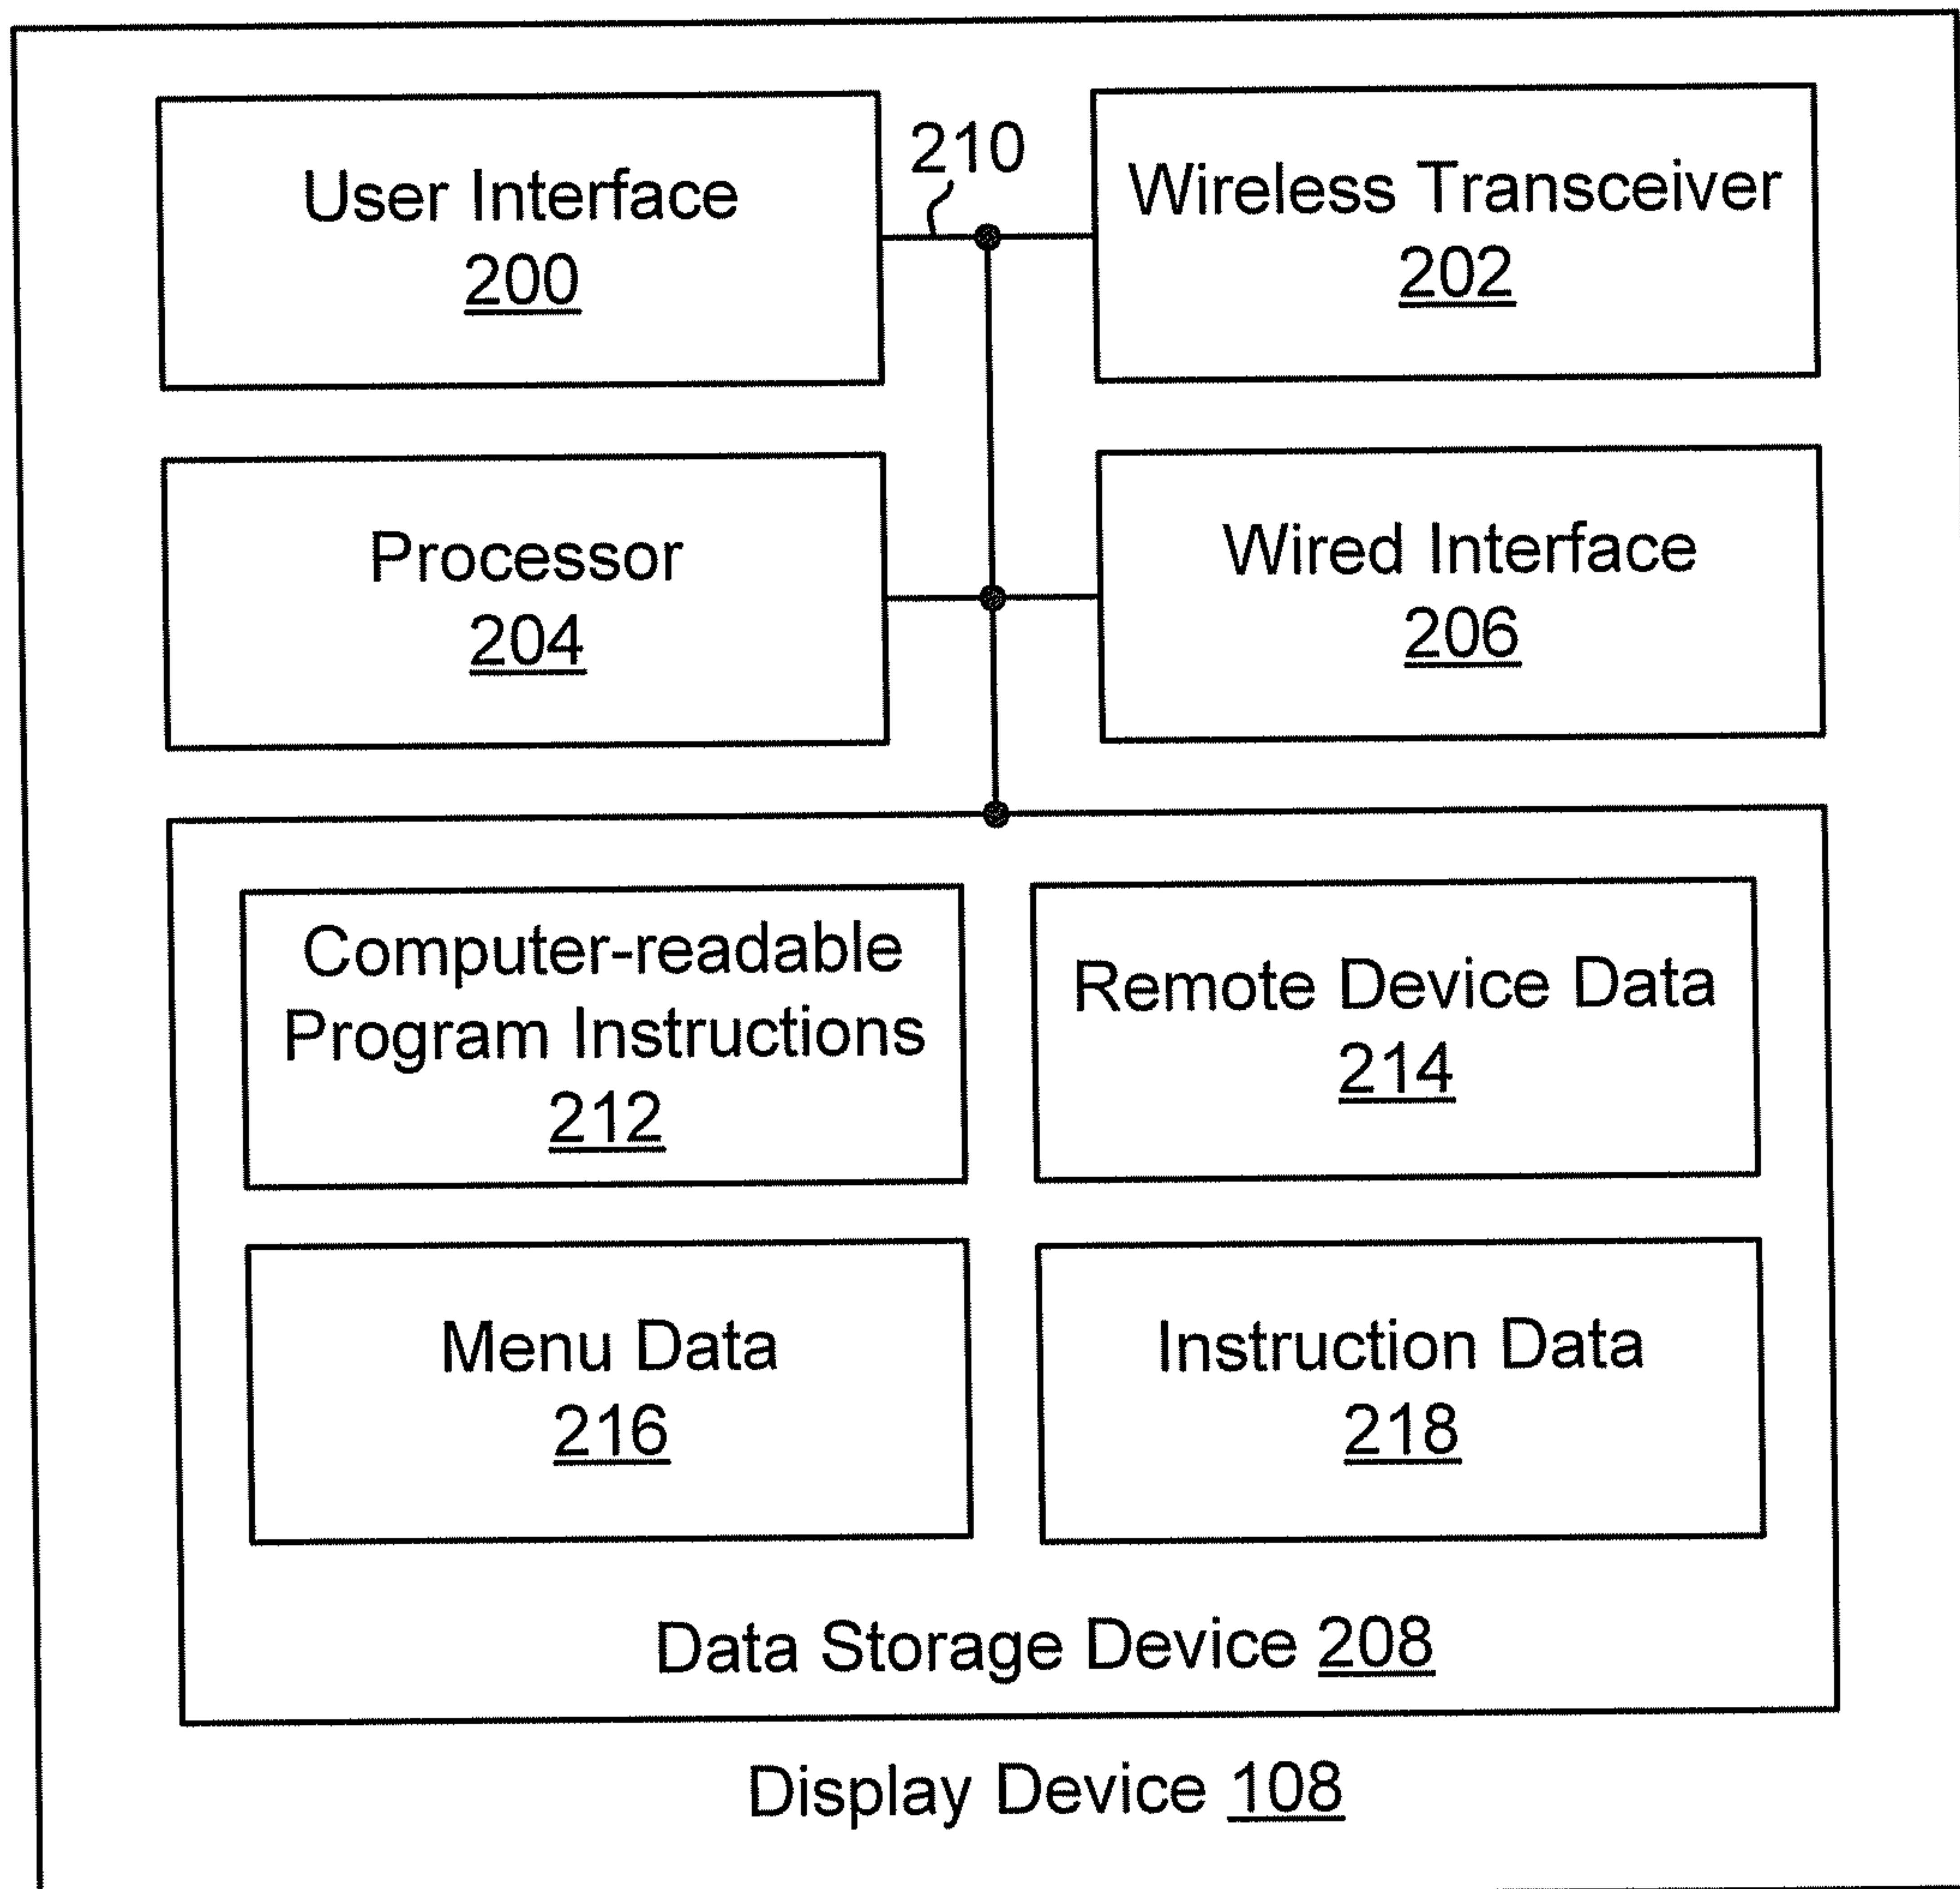 User Interface
200
210
Wireless Transceiver
202
Processor
204
Wired Interface
206
Computer-readable
Program Instructions
212
Remote Device Data
214
Menu Data
216
Instruction Data
218
Data Storage Device 208
Display Device 108